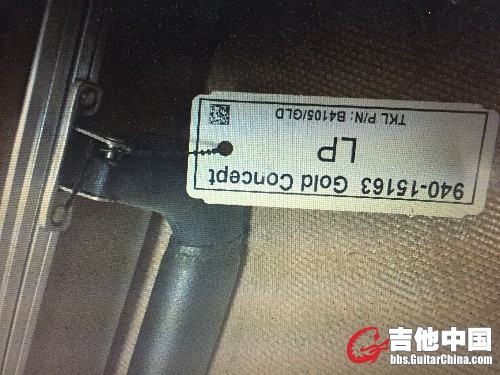 940-15163 Gold Concept
LP
TKL P/N: B4105/GLD
吉他中国
bbs.GuitarChina.com